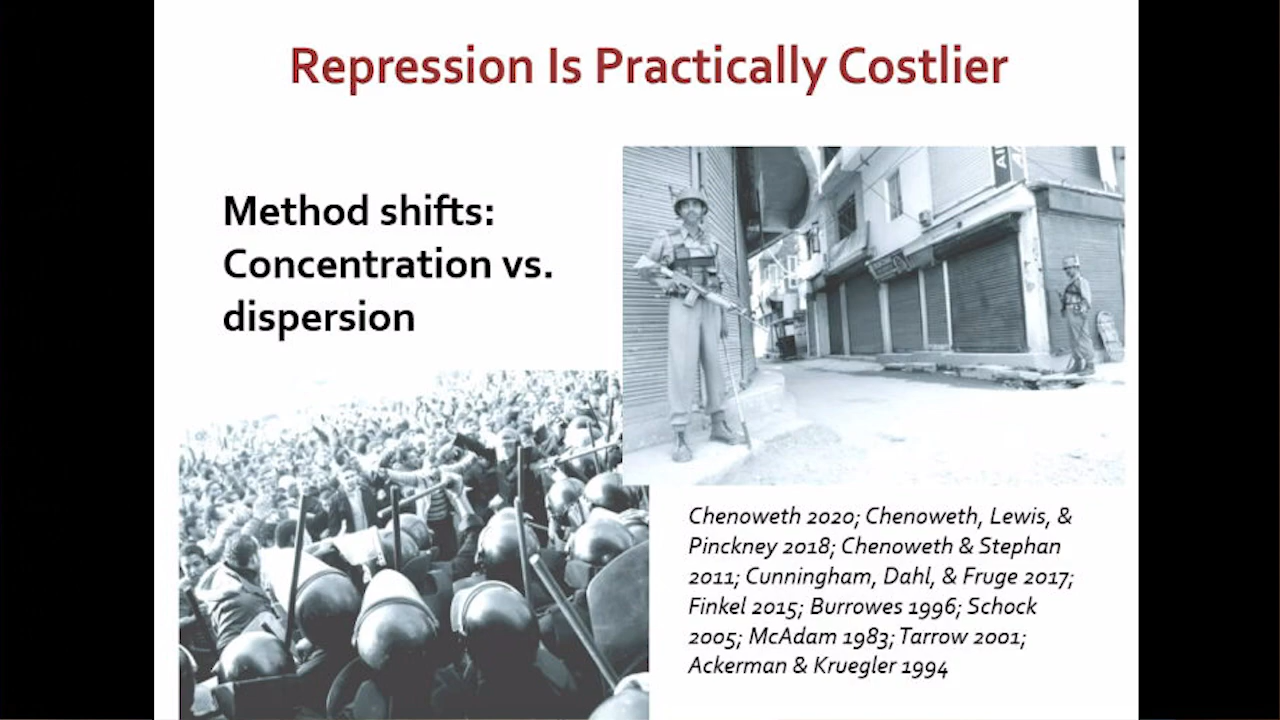 Repression Is Practically Costlier
Method shifts:
Concentration vs.
dispersion
Chenoweth 2020; Chenoweth, Lewis, &
Pinckney 2018; Chenoweth & Stephan
2011; Cunningham, Dahl, & Fruge 2017;
Finkel 2015; Burrowes 1996; Schock
2005; McAdam 1983; Tarrow 2001;
Ackerman & Kruegler 1994